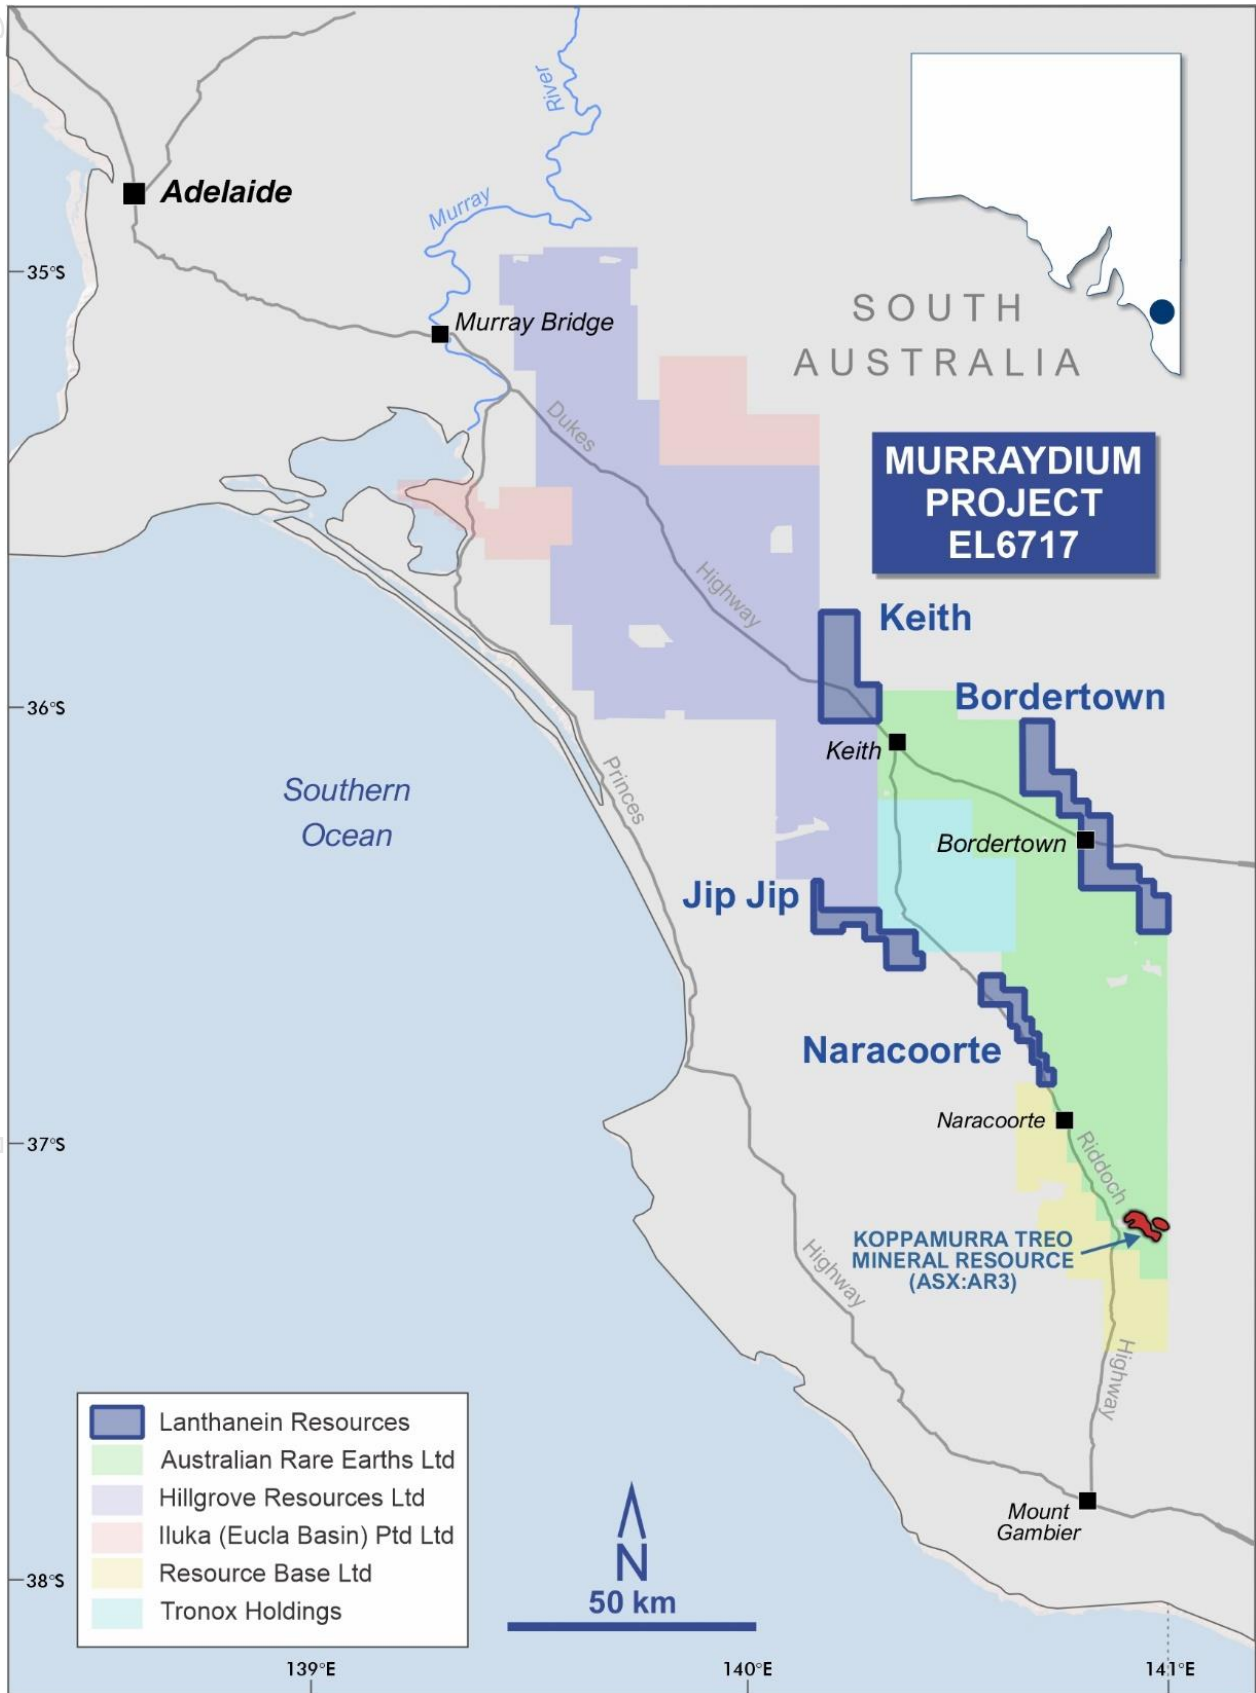 River
Murray
Adelaide
35°S
Murray Bridge
SOUTH
AUSTRALIA
Dukes
MURRAYDIUM
PROJECT
EL6717
Highway
Keith
Bordertown
36°S
Keith
Princes
Southern
Ocean
Bordertown
Jip Jip
Naracoorte
Naracoorte
37°S
Riddoch
KOPPAMURRA TREO
MINERAL RESOURCE
(ASX:AR3)
Highway
Highway
Lanthanein Resources
Australian Rare Earths Ltd
Hillgrove Resources Ltd
Iluka (Eucla Basin) Ptd Ltd
Resource Base Ltd
Tronox Holdings
Mount
Gambier
N
50 km
38°S
139°E
140°E
141°E